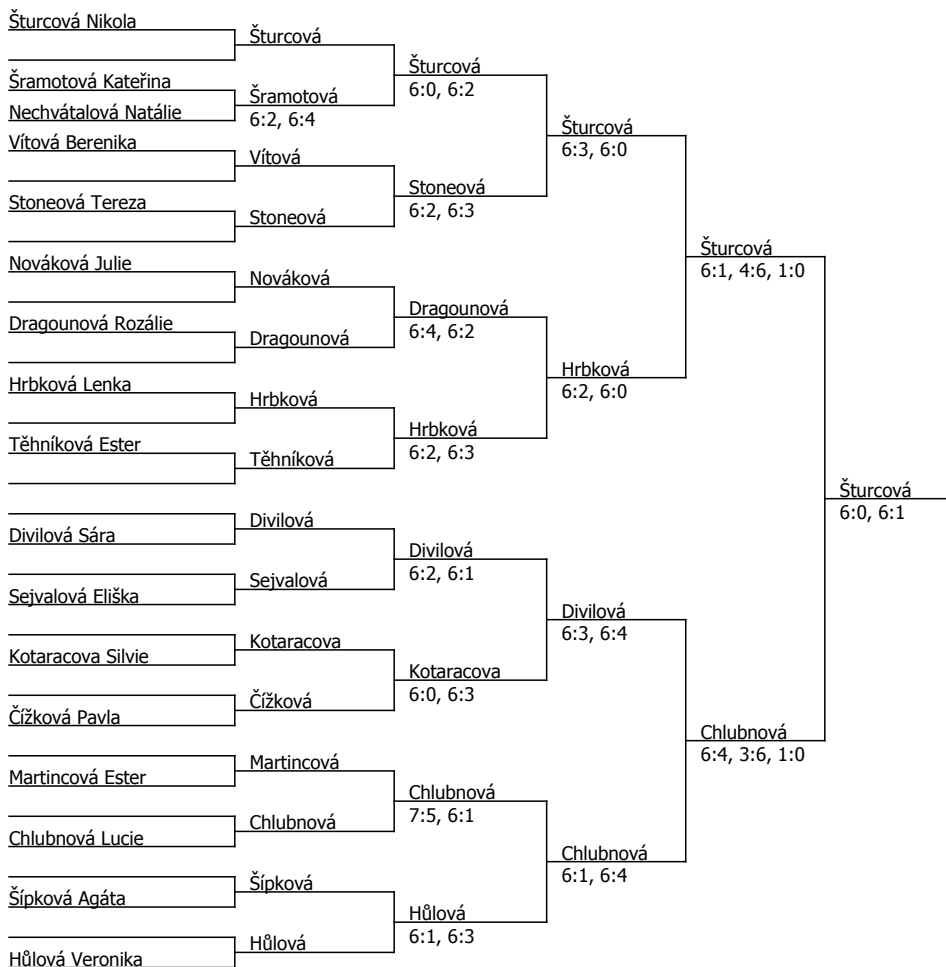 Šturcová Nikola
Šramotová Kateřina
Nechvátalová Natálie
Vítová Berenika
Stoneová Tereza
Nováková Julie
Dragounová Rozálie
Hrbková Lenka
Těhníková Ester
Divilová Sára
Sejvalová Eliška
Kotaracova Silvie
Čížková Pavla
Martincová Ester
Chlubnová Lucie
Šípková Agáta
Hůlová Veronika
Šturcová
Šramotová
6:2, 6:4
Vítová
Stoneová
Nováková
Dragounová
Hrbková
Těhníková
Divilová
Sejvalová
Kotaracova
Čížková
Martincová
Chlubnová
Šípková
Hůlová
Šturcová
6:0, 6:2
Stoneová
6:2, 6:3
Dragounová
6:4, 6:2
Hrbková
6:2, 6:3
Divilová
6:2, 6:1
Kotaracova
6:0, 6:3
Chlubnová
7:5, 6:1
Hůlová
6:1, 6:3
Šturcová
6:3, 6:0
Hrbková
6:2, 6:0
Divilová
6:3, 6:4
Chlubnová
6:1, 6:4
Šturcová
6:1, 4:6, 1:0
Chlubnová
6:4, 3:6, 1:0
Šturcová
6:0, 6:1